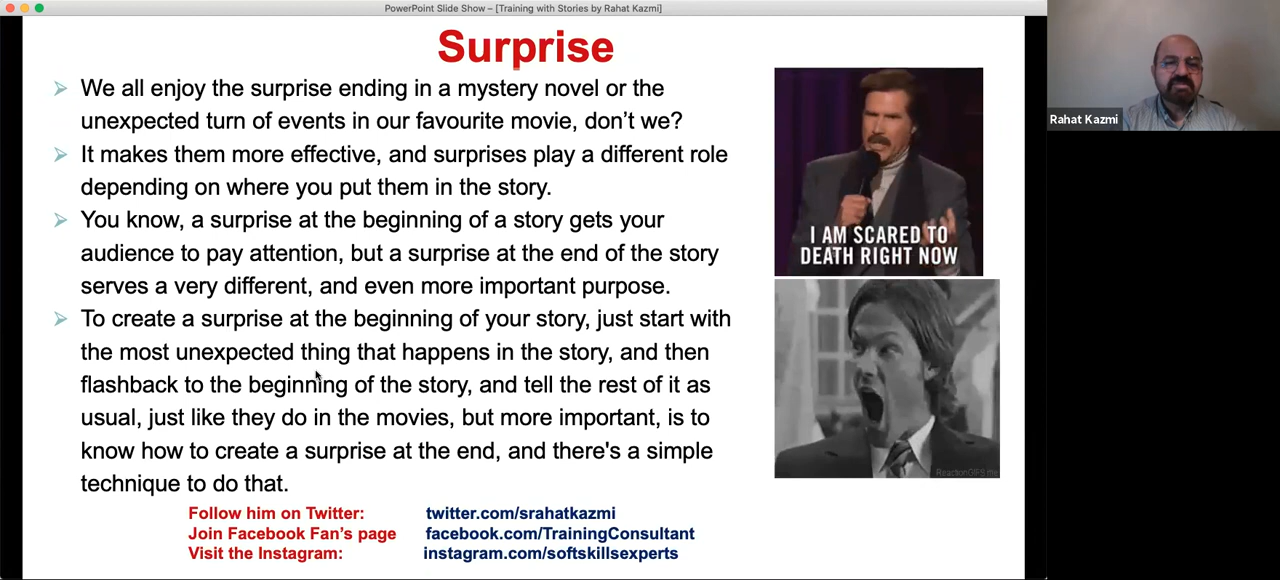 PowerPoint Slide Show – [Training with Stories by Rahat Kazmi]
Surprise
We all enjoy the surprise ending in a mystery novel or the
unexpected turn of events in our favourite movie, don't we?
It makes them more effective, and surprises play a different role
depending on where you put them in the story.
You know, a surprise at the beginning of a story gets your
audience to pay attention, but a surprise at the end of the story
serves a very different, and even more important purpose.
To create a surprise at the beginning of your story, just start with
the most unexpected thing that happens in the story, and then
flashback to the beginning of the story, and tell the rest of it as
usual, just like they do in the movies, but more important, is to
know how to create a surprise at the end, and there's a simple
technique to do that.
I AM SCARED TO
DEATH RIGHT NOW
ReactionGIFS.me
Follow him on Twitter: twitter.com/srahatkazmi
Join Facebook Fan's page facebook.com/TrainingConsultant
Visit the Instagram: instagram.com/softskillsexperts
Rahat Kazmi